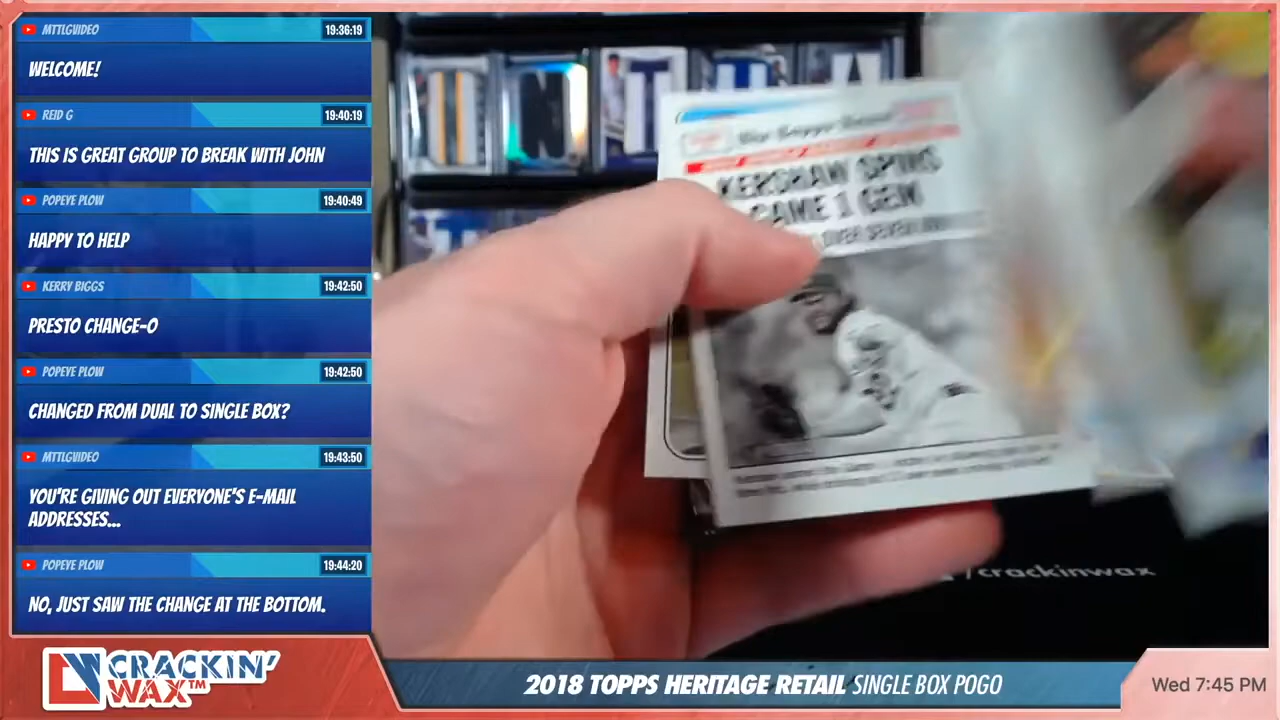 MTTLGVIDEO 19:36:19
WELCOME!
REID G 19:40:19
THIS IS GREAT GROUP TO BREAK WITH JOHN
POPEYE PLOW 19:40:49
HAPPY TO HELP
KERRY BIGGS 19:42:50
PRESTO CHANGE-O
POPEYE PLOW 19:42:50
CHANGED FROM DUAL TO SINGLE BOX?
MTTLGVIDEO 19:43:50
YOU'RE GIVING OUT EVERYONE'S E-MAIL
ADDRESSES...
POPEYE PLOW 19:44:20
NO, JUST SAW THE CHANGE AT THE BOTTOM.
KERSHAW SPINS
GAME 1 GEM
OVER SEVEN
/crackinwax
CRACKIN'
WAX™
2018 TOPPS HERITAGE RETAIL SINGLE BOX POGO
Wed 7:45 PM